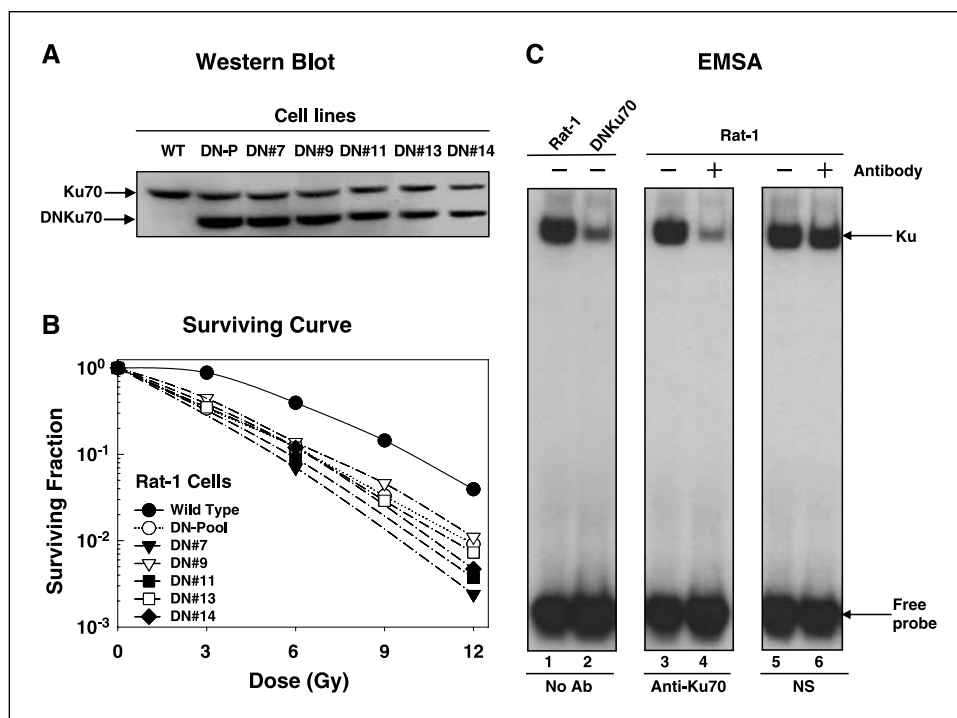 A
Western Blot
Cell lines
WT DN-P DN#7 DN#9 DN#11 DN#13 DN#14
Ku70
DNKu70
B
Surviving Curve
Surviving Fraction
10⁰
10⁻¹
10⁻²
10⁻³
Rat-1 Cells
Wild Type
DN-Pool
DN#7
DN#9
DN#11
DN#13
DN#14
0 3 6 9 12
Dose (Gy)
C
EMSA
Rat-1 DNKu70
Rat-1
− − − + − + Antibody
Ku
Free
probe
1 2 3 4 5 6
No Ab Anti-Ku70 NS